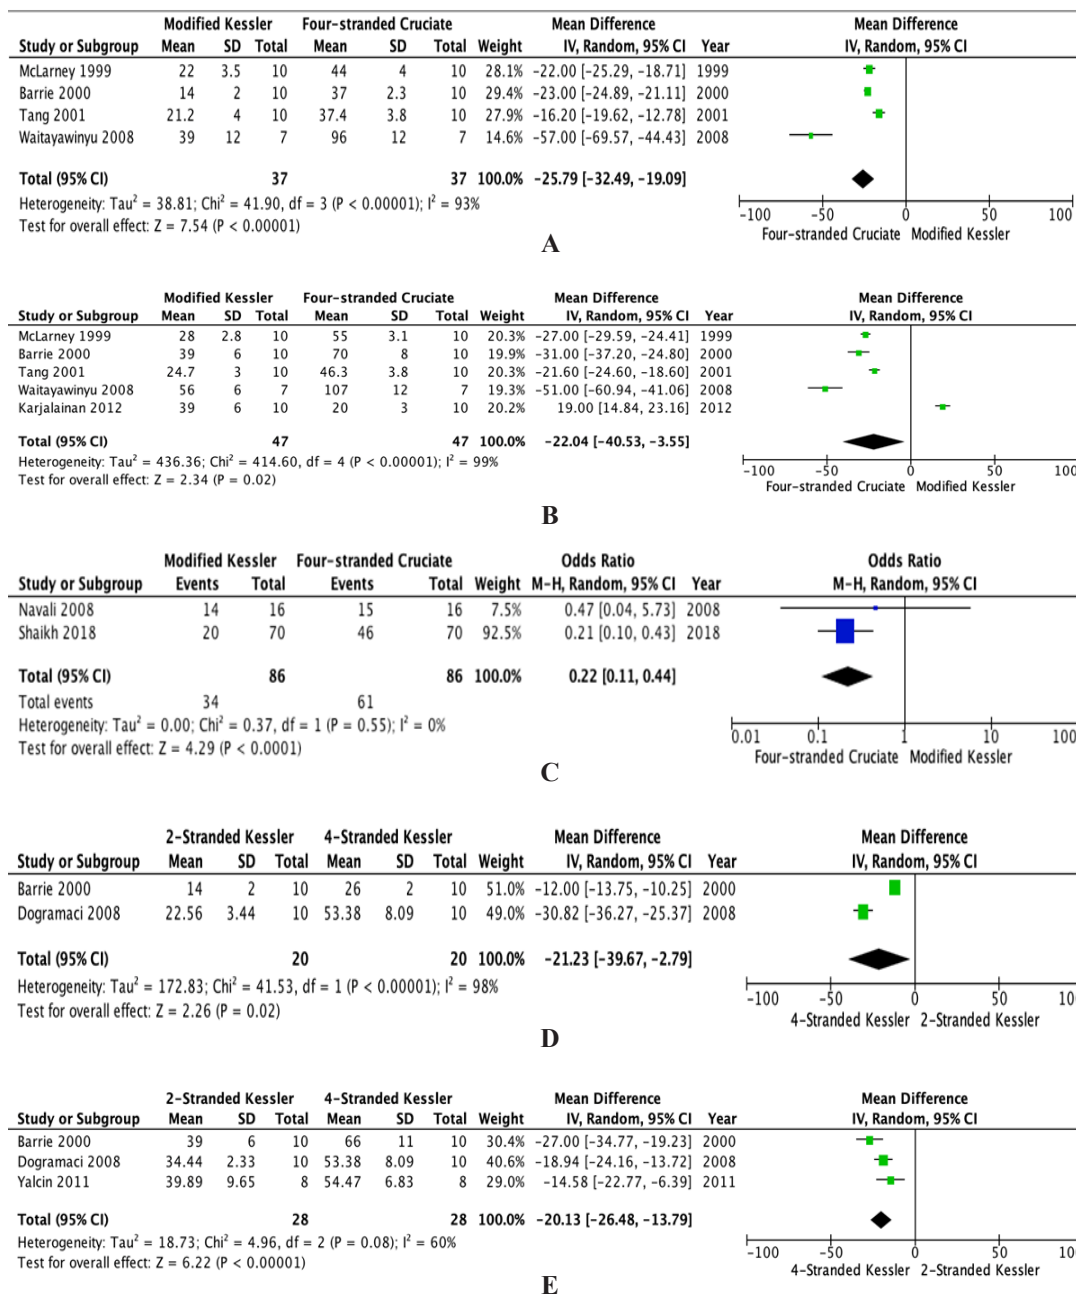 Modified Kessler Four-stranded Cruciate Mean Difference Mean Difference
Study or Subgroup Mean SD Total Mean SD Total Weight IV, Random, 95% CI Year IV, Random, 95% CI
McLarney 1999 22 3.5 10 44 4 10 28.1% -22.00 [-25.29, -18.71] 1999
Barrie 2000 14 2 10 37 2.3 10 29.4% -23.00 [-24.89, -21.11] 2000
Tang 2001 21.2 4 10 37.4 3.8 10 27.9% -16.20 [-19.62, -12.78] 2001
Waitayawinyu 2008 39 12 7 96 12 7 14.6% -57.00 [-69.57, -44.43] 2008
Total (95% CI) 37 37 100.0% -25.79 [-32.49, -19.09]
Heterogeneity: Tau² = 38.81; Chi² = 41.90, df = 3 (P < 0.00001); I² = 93%
Test for overall effect: Z = 7.54 (P < 0.00001)
-100 -50 0 50 100
Four-stranded Cruciate Modified Kessler
A
Modified Kessler Four-stranded Cruciate Mean Difference Mean Difference
Study or Subgroup Mean SD Total Mean SD Total Weight IV, Random, 95% CI Year IV, Random, 95% CI
McLarney 1999 28 2.8 10 55 3.1 10 20.3% -27.00 [-29.59, -24.41] 1999
Barrie 2000 39 6 10 70 8 10 19.9% -31.00 [-37.20, -24.80] 2000
Tang 2001 24.7 3 10 46.3 3.8 10 20.3% -21.60 [-24.60, -18.60] 2001
Waitayawinyu 2008 56 6 7 107 12 7 19.3% -51.00 [-60.94, -41.06] 2008
Karjalainan 2012 39 6 10 20 3 10 20.2% 19.00 [14.84, 23.16] 2012
Total (95% CI) 47 47 100.0% -22.04 [-40.53, -3.55]
Heterogeneity: Tau² = 436.36; Chi² = 414.60, df = 4 (P < 0.00001); I² = 99%
Test for overall effect: Z = 2.34 (P = 0.02)
-100 -50 0 50 100
Four-stranded Cruciate Modified Kessler
B
Modified Kessler Four-stranded Cruciate Odds Ratio Odds Ratio
Study or Subgroup Events Total Events Total Weight M-H, Random, 95% CI Year M-H, Random, 95% CI
Navali 2008 14 16 15 16 7.5% 0.47 [0.04, 5.73] 2008
Shaikh 2018 20 70 46 70 92.5% 0.21 [0.10, 0.43] 2018
Total (95% CI) 86 86 100.0% 0.22 [0.11, 0.44]
Total events 34 61
Heterogeneity: Tau² = 0.00; Chi² = 0.37, df = 1 (P = 0.55); I² = 0%
Test for overall effect: Z = 4.29 (P < 0.0001)
0.01 0.1 1 10 100
Four-stranded Cruciate Modified Kessler
C
2-Stranded Kessler 4-Stranded Kessler Mean Difference Mean Difference
Study or Subgroup Mean SD Total Mean SD Total Weight IV, Random, 95% CI Year IV, Random, 95% CI
Barrie 2000 14 2 10 26 2 10 51.0% -12.00 [-13.75, -10.25] 2000
Dogramaci 2008 22.56 3.44 10 53.38 8.09 10 49.0% -30.82 [-36.27, -25.37] 2008
Total (95% CI) 20 20 100.0% -21.23 [-39.67, -2.79]
Heterogeneity: Tau² = 172.83; Chi² = 41.53, df = 1 (P < 0.00001); I² = 98%
Test for overall effect: Z = 2.26 (P = 0.02)
-100 -50 0 50 10
4-Stranded Kessler 2-Stranded Kessler
D
2-Stranded Kessler 4-Stranded Kessler Mean Difference Mean Difference
Study or Subgroup Mean SD Total Mean SD Total Weight IV, Random, 95% CI Year IV, Random, 95% CI
Barrie 2000 39 6 10 66 11 10 30.4% -27.00 [-34.77, -19.23] 2000
Dogramaci 2008 34.44 2.33 10 53.38 8.09 10 40.6% -18.94 [-24.16, -13.72] 2008
Yalcin 2011 39.89 9.65 8 54.47 6.83 8 29.0% -14.58 [-22.77, -6.39] 2011
Total (95% CI) 28 28 100.0% -20.13 [-26.48, -13.79]
Heterogeneity: Tau² = 18.73; Chi² = 4.96, df = 2 (P = 0.08); I² = 60%
Test for overall effect: Z = 6.22 (P < 0.00001)
-100 -50 0 50 100
4-Stranded Kessler 2-Stranded Kessler
E